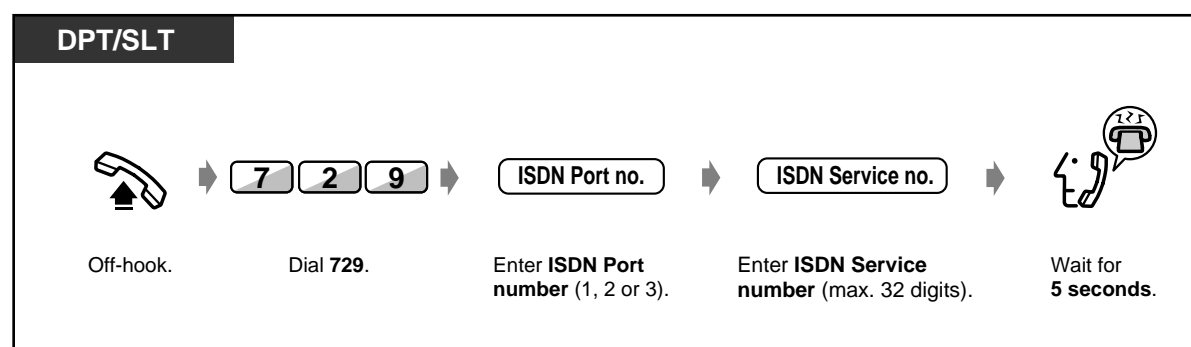 DPT/SLT
7 2 9
ISDN Port no.
ISDN Service no.
Off-hook.
Dial 729.
Enter ISDN Port
number (1, 2 or 3).
Enter ISDN Service
number (max. 32 digits).
Wait for
5 seconds.